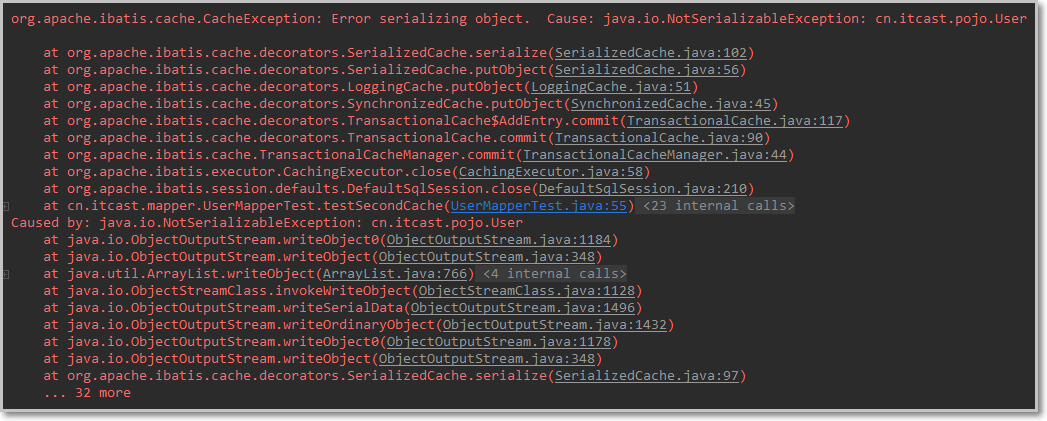 org.apache.ibatis.cache.CacheException: Error serializing object.  Cause: java.io.NotSerializableException: cn.itcast.pojo.User
at org.apache.ibatis.cache.decorators.SerializedCache.serialize(SerializedCache.java:102)
at org.apache.ibatis.cache.decorators.SerializedCache.putObject(SerializedCache.java:56)
at org.apache.ibatis.cache.decorators.LoggingCache.putObject(LoggingCache.java:51)
at org.apache.ibatis.cache.decorators.SynchronizedCache.putObject(SynchronizedCache.java:45)
at org.apache.ibatis.cache.decorators.TransactionalCache$AddEntry.commit(TransactionalCache.java:117)
at org.apache.ibatis.cache.decorators.TransactionalCache.commit(TransactionalCache.java:90)
at org.apache.ibatis.cache.TransactionalCacheManager.commit(TransactionalCacheManager.java:44)
at org.apache.ibatis.executor.CachingExecutor.close(CachingExecutor.java:58)
at org.apache.ibatis.session.defaults.DefaultSqlSession.close(DefaultSqlSession.java:210)
at cn.itcast.mapper.UserMapperTest.testSecondCache(UserMapperTest.java:55) <23 internal calls>
Caused by: java.io.NotSerializableException: cn.itcast.pojo.User
at java.io.ObjectOutputStream.writeObject0(ObjectOutputStream.java:1184)
at java.io.ObjectOutputStream.writeObject(ObjectOutputStream.java:348)
at java.util.ArrayList.writeObject(ArrayList.java:766) <4 internal calls>
at java.io.ObjectStreamClass.invokeWriteObject(ObjectStreamClass.java:1128)
at java.io.ObjectOutputStream.writeSerialData(ObjectOutputStream.java:1496)
at java.io.ObjectOutputStream.writeOrdinaryObject(ObjectOutputStream.java:1432)
at java.io.ObjectOutputStream.writeObject0(ObjectOutputStream.java:1178)
at java.io.ObjectOutputStream.writeObject(ObjectOutputStream.java:348)
at org.apache.ibatis.cache.decorators.SerializedCache.serialize(SerializedCache.java:97)
... 32 more